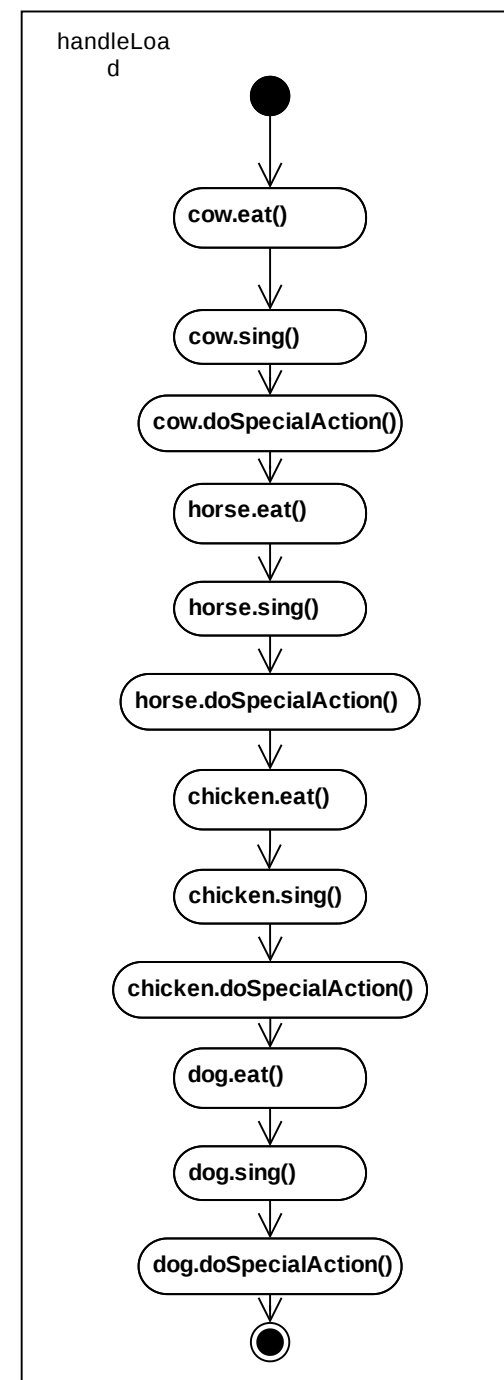 handleLoa
d
cow.eat()
cow.sing()
cow.doSpecialAction()
horse.eat()
horse.sing()
horse.doSpecialAction()
chicken.eat()
chicken.sing()
chicken.doSpecialAction()
dog.eat()
dog.sing()
dog.doSpecialAction()